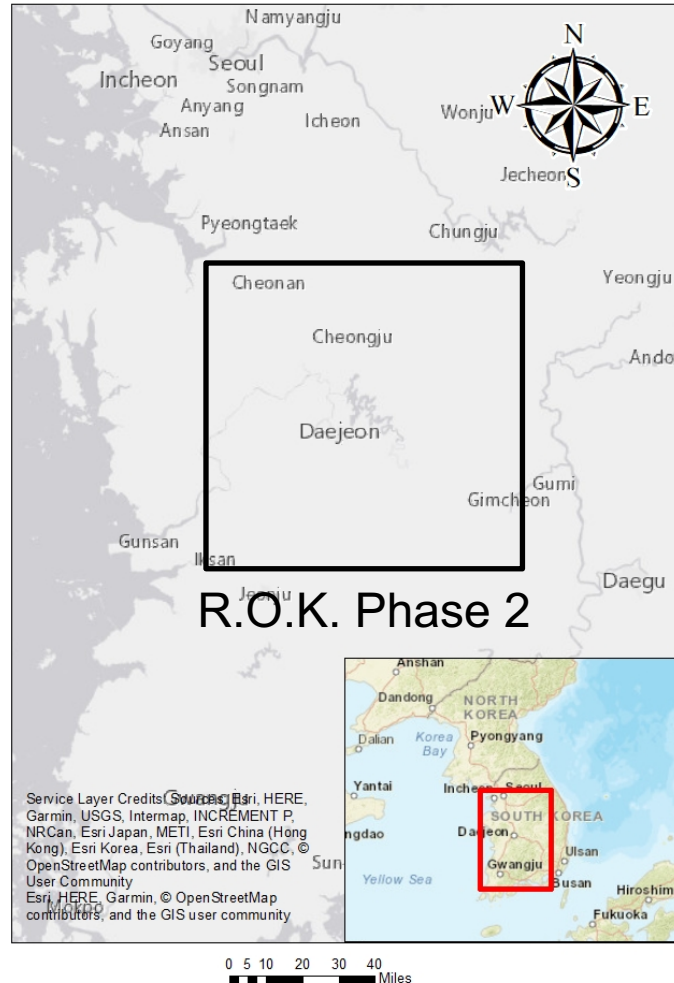 Namyangju
Goyang
Seoul
Incheon
Songnam
Anyang
Icheon
Ansan
Wonju
N
W
E
S
Jecheon
Pyeongtaek
Chungju
Cheonan
Yeongju
Cheongju
Ando
Daejeon
Gumi
Gimcheon
Gunsan
Iksan
Daegu
Jeonju
R.O.K. Phase 2
Gwangju
Sun
Mokpo
Service Layer Credits: Sources: Esri, HERE,
Garmin, USGS, Intermap, INCREMENT P,
NRCan, Esri Japan, METI, Esri China (Hong
Kong), Esri Korea, Esri (Thailand), NGCC, ©
OpenStreetMap contributors, and the GIS
User Community
Esri, HERE, Garmin, © OpenStreetMap
contributors, and the GIS user community
Anshan
Dandong
NORTH
KOREA
Dalian
Korea
Bay
Pyongyang
Yantai
Incheon
Seoul
SOUTH KOREA
ngdao
Daejeon
Gwangju
Ulsan
Busan
Yellow Sea
Hiroshim
Fukuoka
0 5 10 20 30 40
Miles